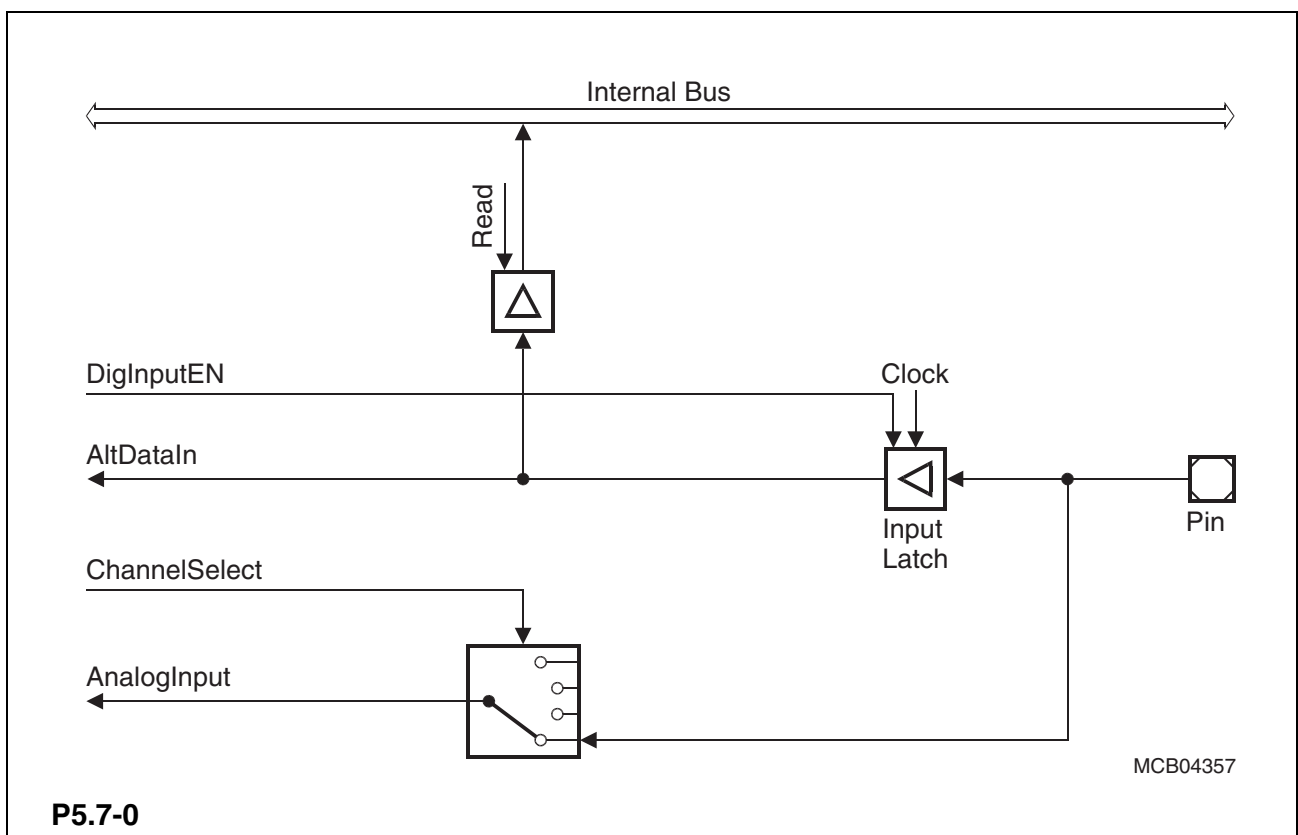 Internal Bus
Read
DigInputEN
Clock
AltDataIn
Pin
Input
Latch
ChannelSelect
AnalogInput
MCB04357
P5.7-0